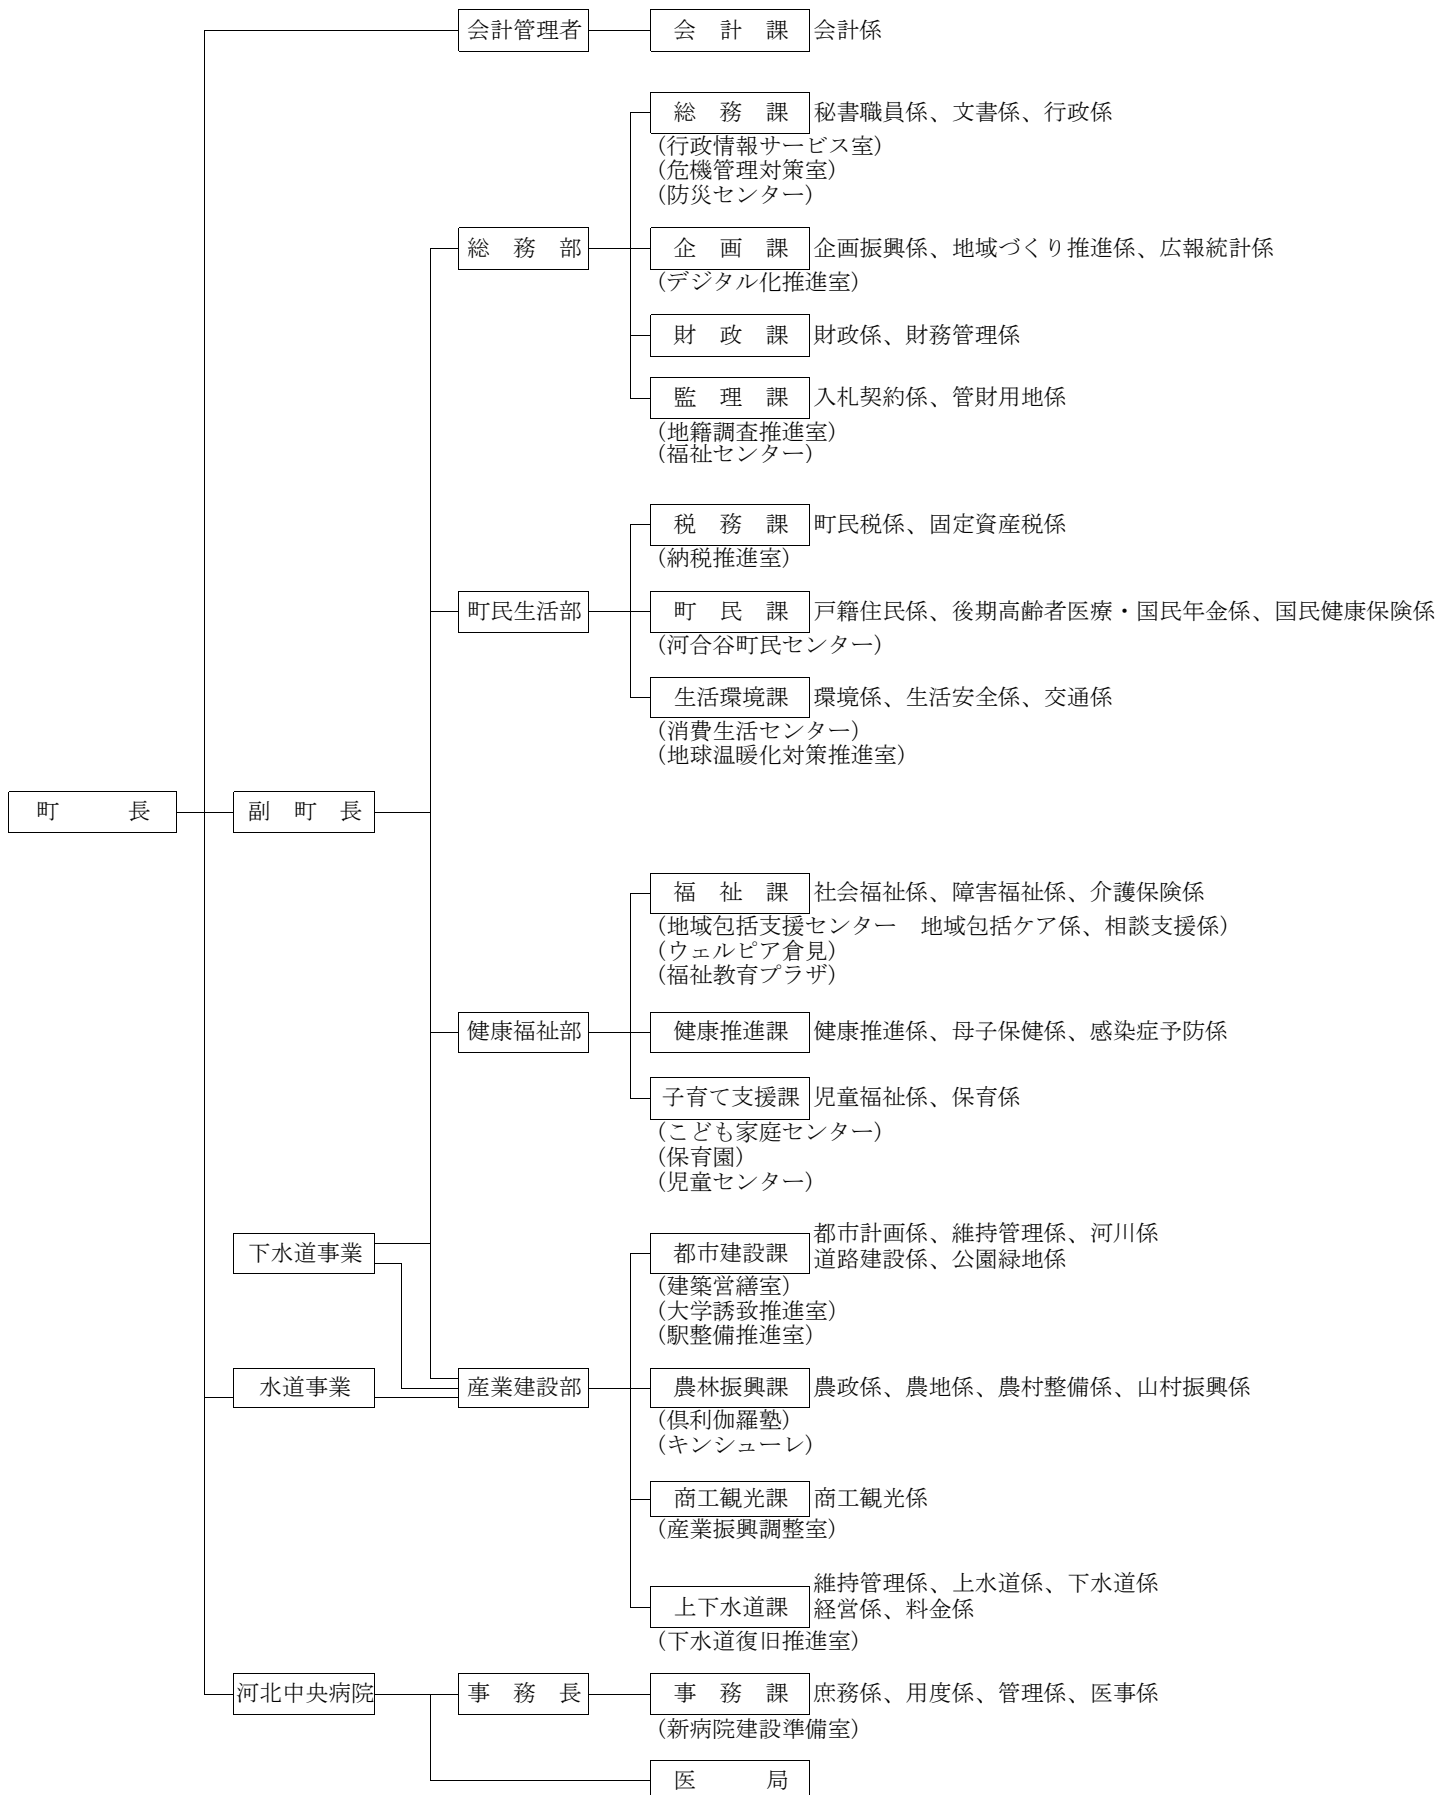 会計管理者 会　計　課 会計係
総　務　課 秘書職員係、文書係、行政係
（行政情報サービス室）
（危機管理対策室）
（防災センター）
総　務　部 企　画　課 企画振興係、地域づくり推進係、広報統計係
（デジタル化推進室）
財　政　課 財政係、財務管理係
監　理　課 入札契約係、管財用地係
（地籍調査推進室）
（福祉センター）
税　務　課 町民税係、固定資産税係
（納税推進室）
町民生活部 町　民　課 戸籍住民係、後期高齢者医療・国民年金係、国民健康保険係
（河合谷町民センター）
生活環境課 環境係、生活安全係、交通係
（消費生活センター）
（地球温暖化対策推進室）
町　　　長 副　町　長
福　祉　課 社会福祉係、障害福祉係、介護保険係
（地域包括支援センター　地域包括ケア係、相談支援係）
（ウェルピア倉見）
（福祉教育プラザ）
健康福祉部 健康推進課 健康推進係、母子保健係、感染症予防係
子育て支援課 児童福祉係、保育係
（こども家庭センター）
（保育園）
（児童センター）
下水道事業 都市建設課 都市計画係、維持管理係、河川係
道路建設係、公園緑地係
（建築営繕室）
（大学誘致推進室）
（駅整備推進室）
水道事業 産業建設部 農林振興課 農政係、農地係、農村整備係、山村振興係
（倶利伽羅塾）
（キンシューレ）
商工観光課 商工観光係
（産業振興調整室）
上下水道課 維持管理係、上水道係、下水道係
経営係、料金係
（下水道復旧推進室）
河北中央病院 事　務　長 事　務　課 庶務係、用度係、管理係、医事係
（新病院建設準備室）
医　　　局